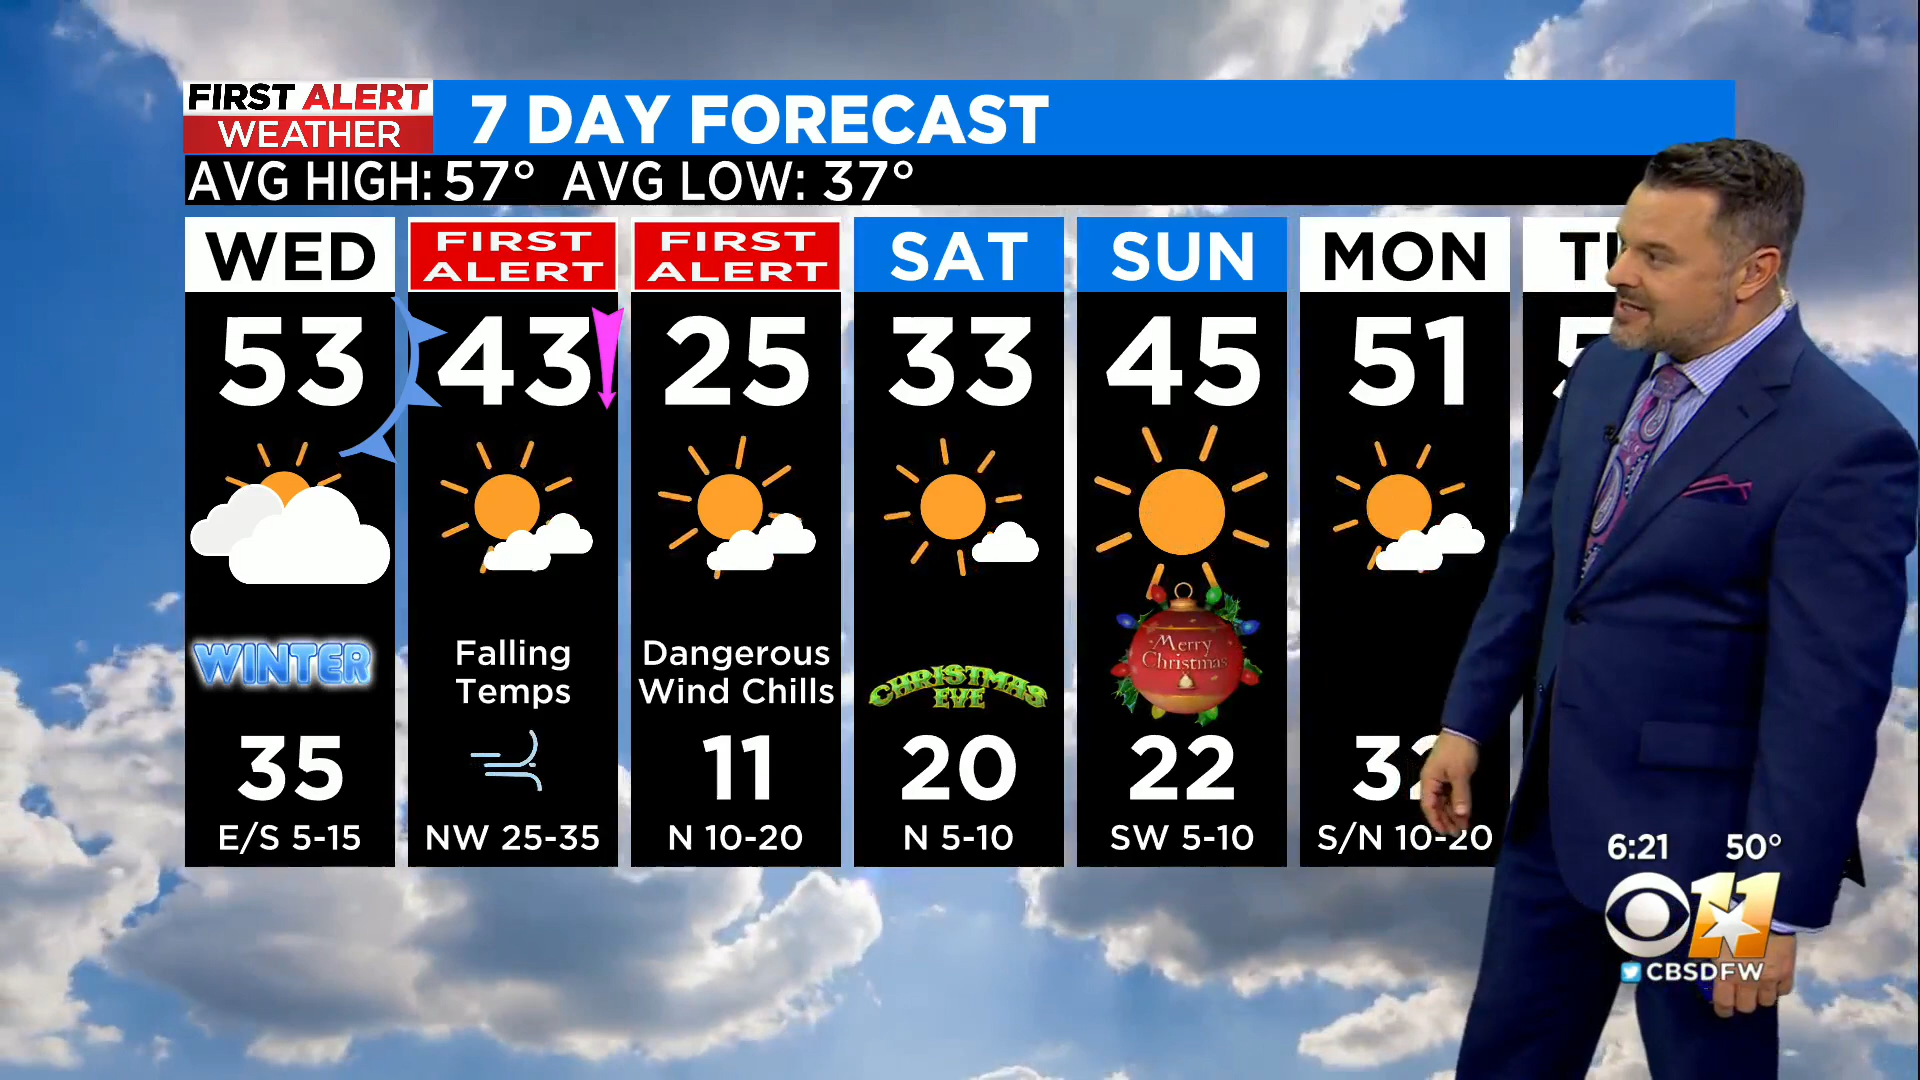 FIRST ALERT
WEATHER
7 DAY FORECAST
AVG HIGH: 57° AVG LOW: 37°
WED
53
WINTER
35
E/S 5-15
FIRST
ALERT
43
Falling
Temps
NW 25-35
FIRST
ALERT
25
Dangerous
Wind Chills
11
N 10-20
SAT
33
CHRISTMAS
EVE
20
N 5-10
SUN
45
Merry
Christmas
22
SW 5-10
MON
51
32
S/N 10-20
6:21 50°
11
CBSDFW